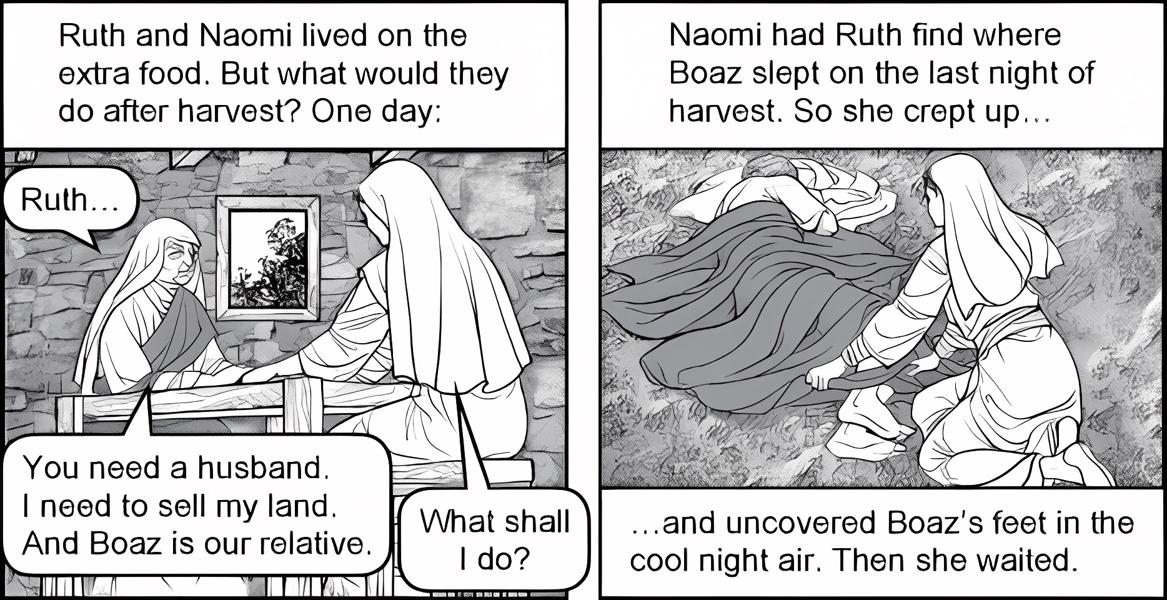 Ruth and Naomi lived on the
extra food. But what would they
do after harvest? One day:
Ruth...
You need a husband.
I need to sell my land.
And Boaz is our relative.
What shall
I do?
Naomi had Ruth find where
Boaz slept on the last night of
harvest. So she crept up...
...and uncovered Boaz's feet in the
cool night air. Then she waited.